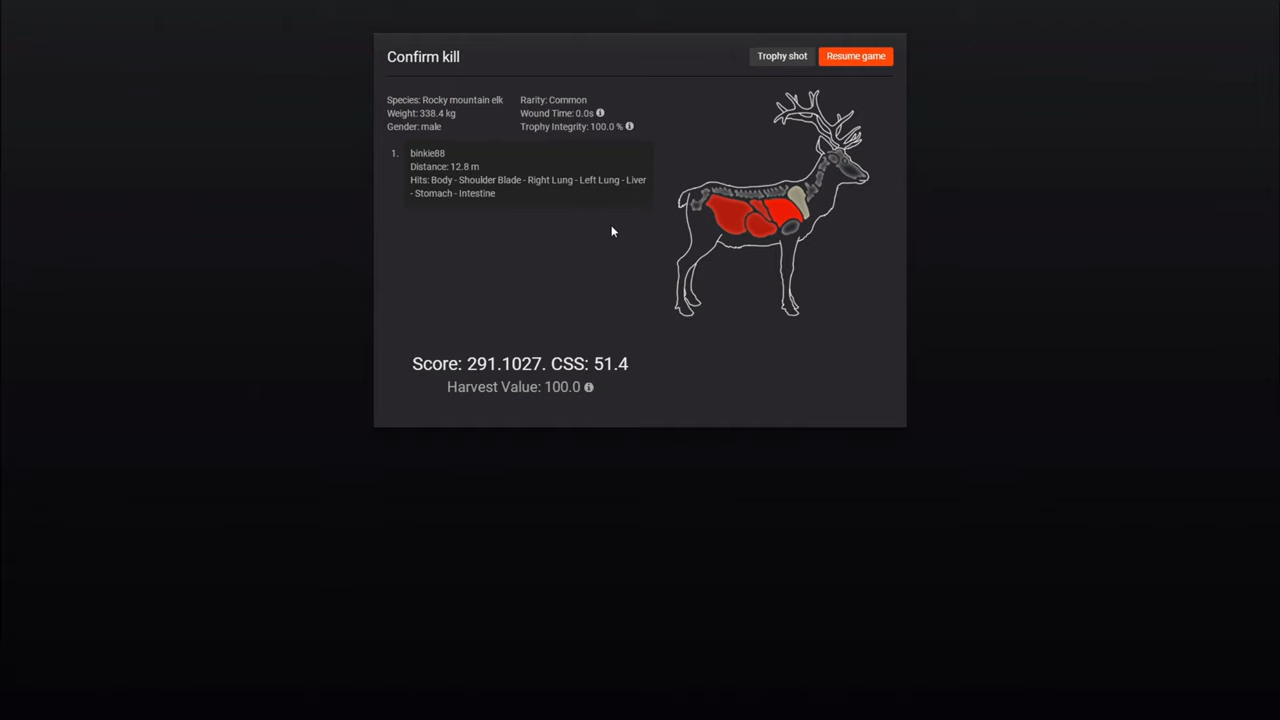 Confirm kill
Trophy shot
Resume game
Species: Rocky mountain elk
Rarity: Common
Weight: 338.4 kg
Wound Time: 0.0s
Gender: male
Trophy Integrity: 100.0 %
1. binkie88
Distance: 12.8 m
Hits: Body - Shoulder Blade - Right Lung - Left Lung - Liver
- Stomach - Intestine
Score: 291.1027. CSS: 51.4
Harvest Value: 100.0